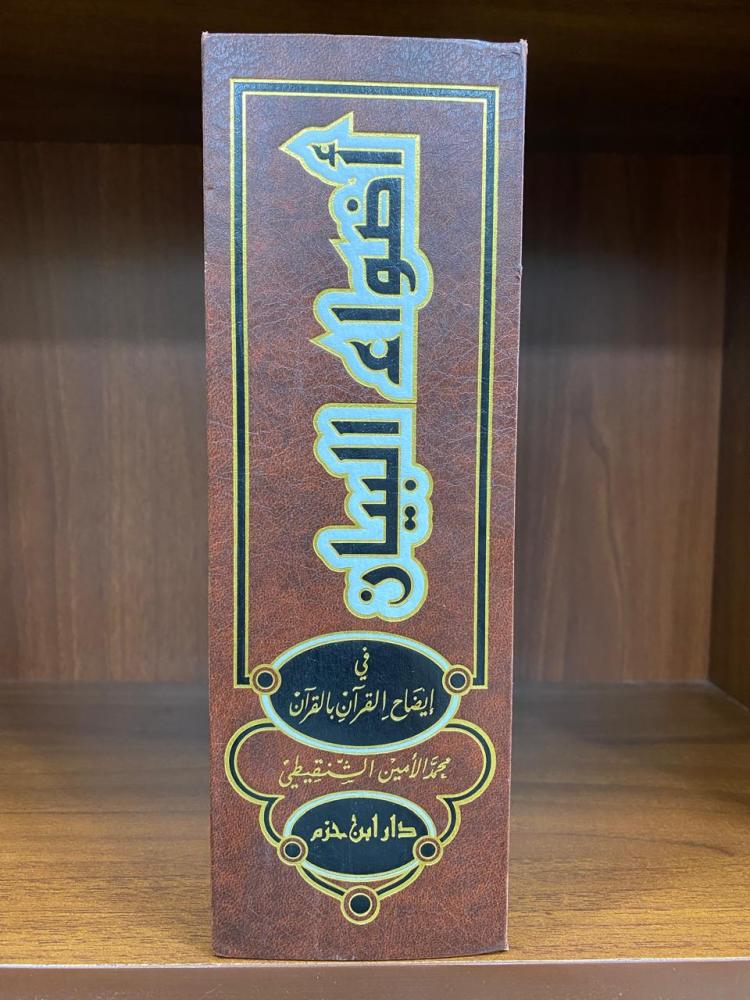 أضواء البيان
في
إيضاح القرآن بالقرآن
محمد الأمين الشنقيطي
دار ابن حزم